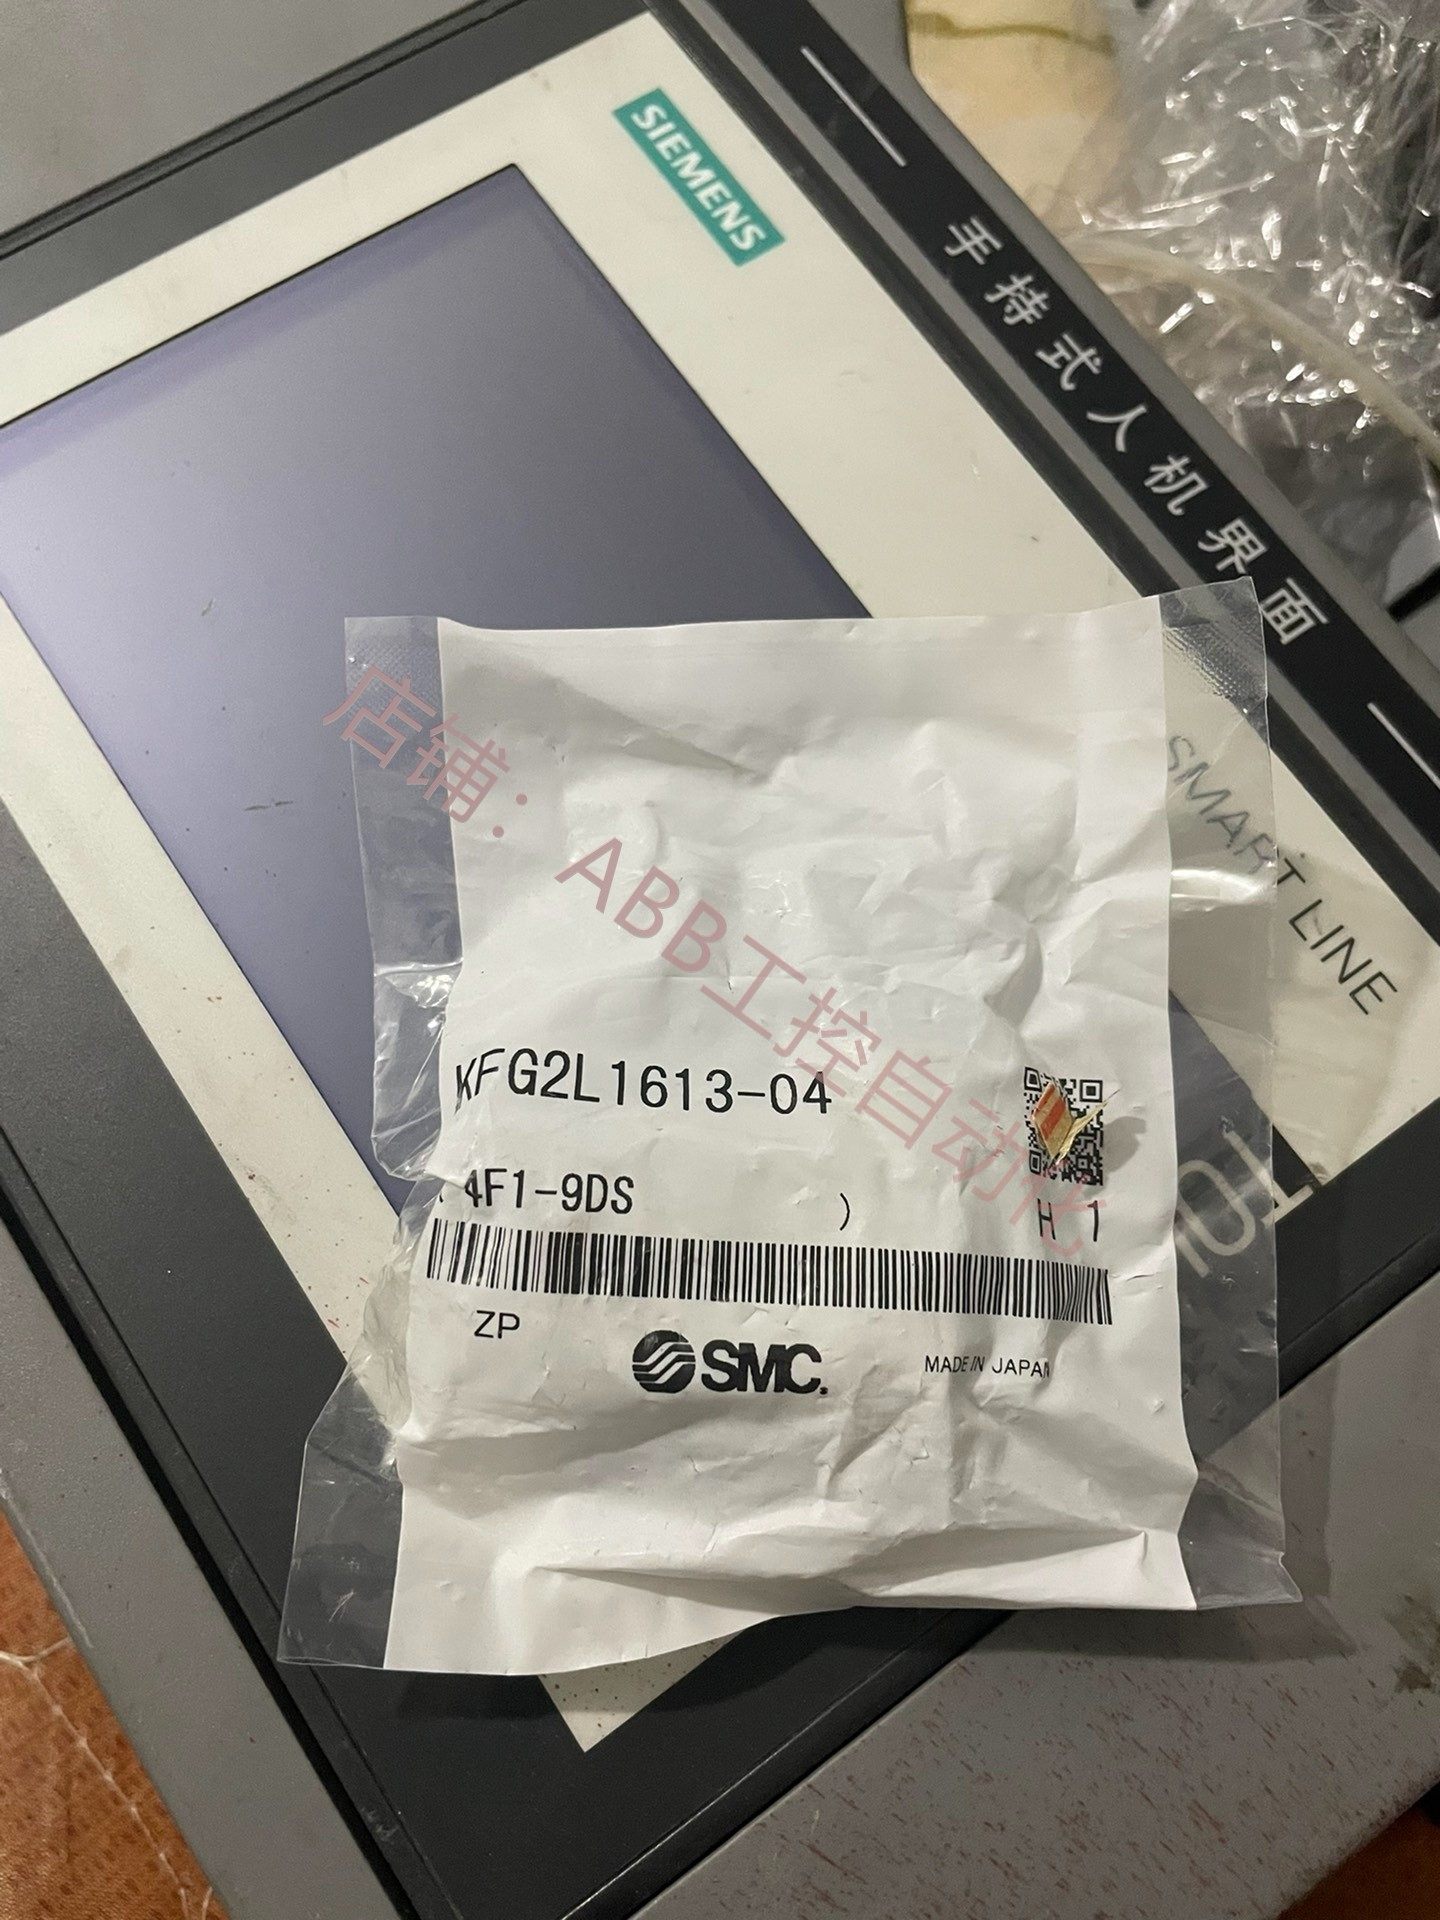 SIEMENS
手持式人机界面
SMART LINE
店铺：ABB工控自动化
KFG2L1613-04
4F1-9DS )
H 1
ZP
SMC.
MADE IN JAPAN